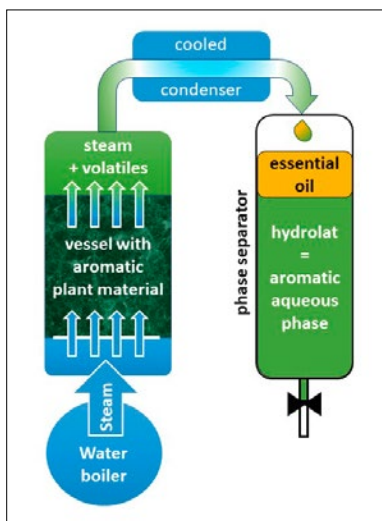 cooled
condenser
steam
+ volatiles
vessel with
aromatic
plant material
Steam
Water
boiler
phase separator
essential
oil
hydrolat
=
aromatic
aqueous
phase